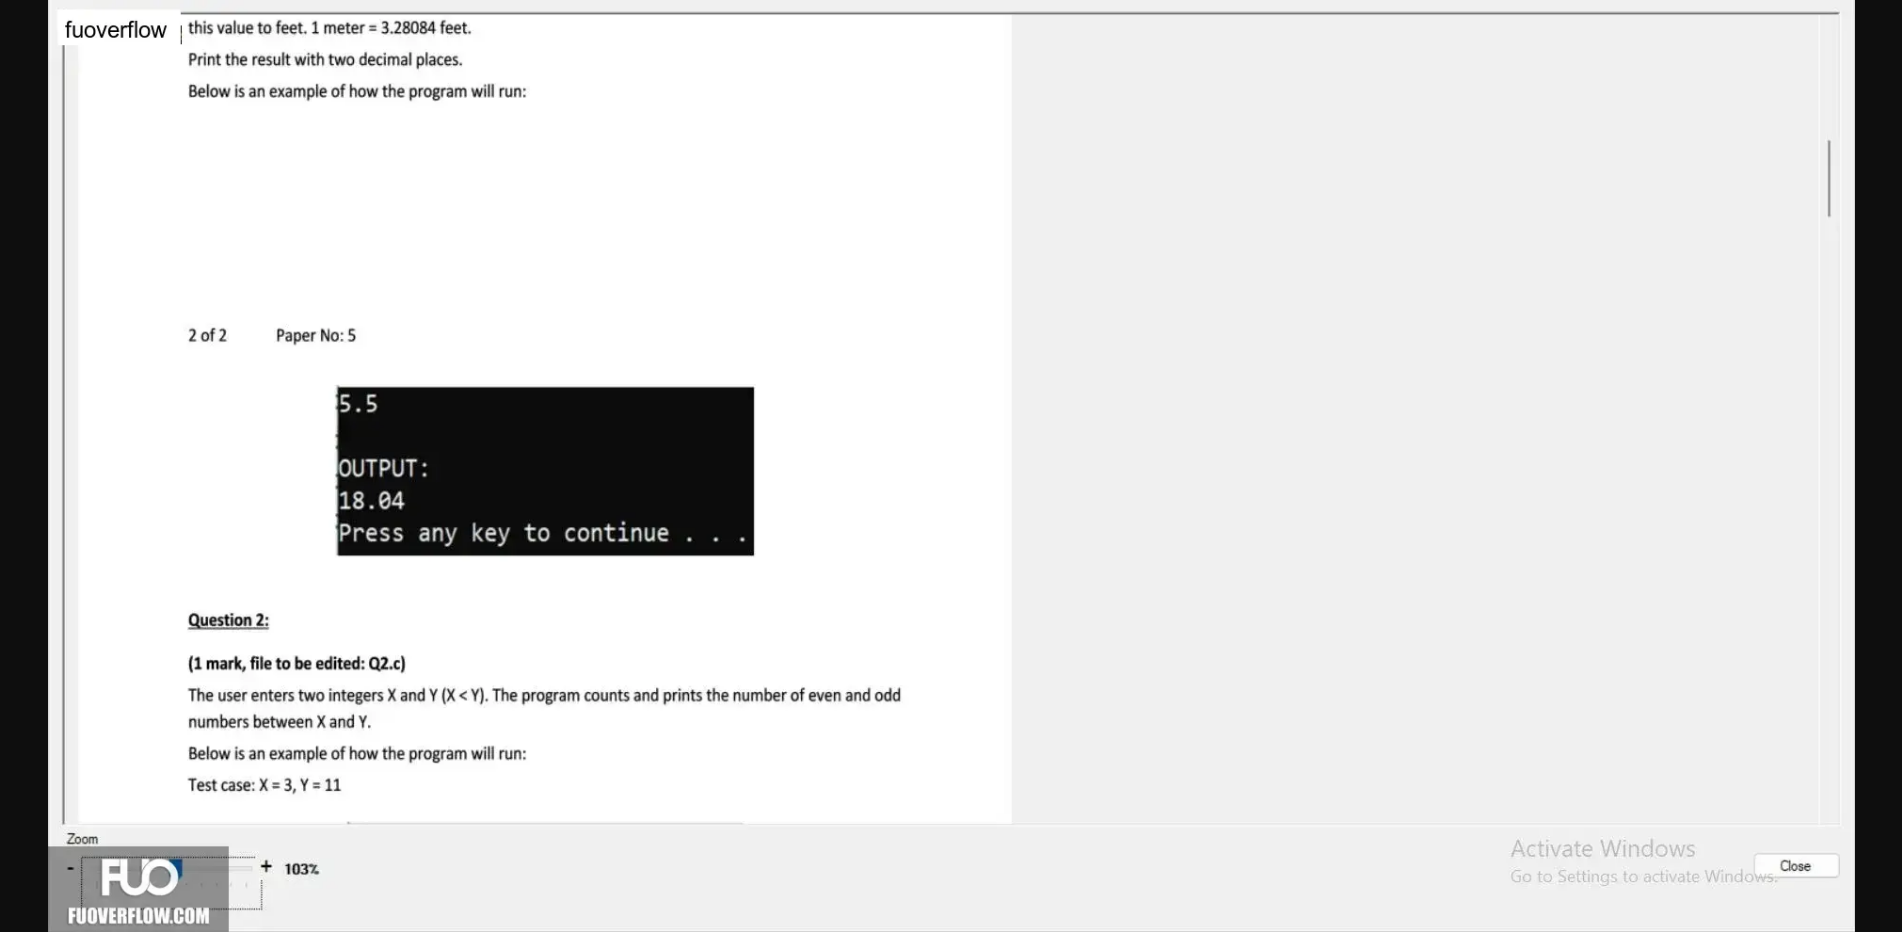 fuoverflow
this value to feet. 1 meter = 3.28084 feet.
Print the result with two decimal places.
Below is an example of how the program will run:
2 of 2 Paper No: 5
5.5
OUTPUT:
18.04
Press any key to continue . . .
Question 2:
(1 mark, file to be edited: Q2.c)
The user enters two integers X and Y (X < Y). The program counts and prints the number of even and odd
numbers between X and Y.
Below is an example of how the program will run:
Test case: X = 3, Y = 11
Zoom
- + 103%
FUO
FUOVERFLOW.COM
Activate Windows
Go to Settings to activate Windows.
Close